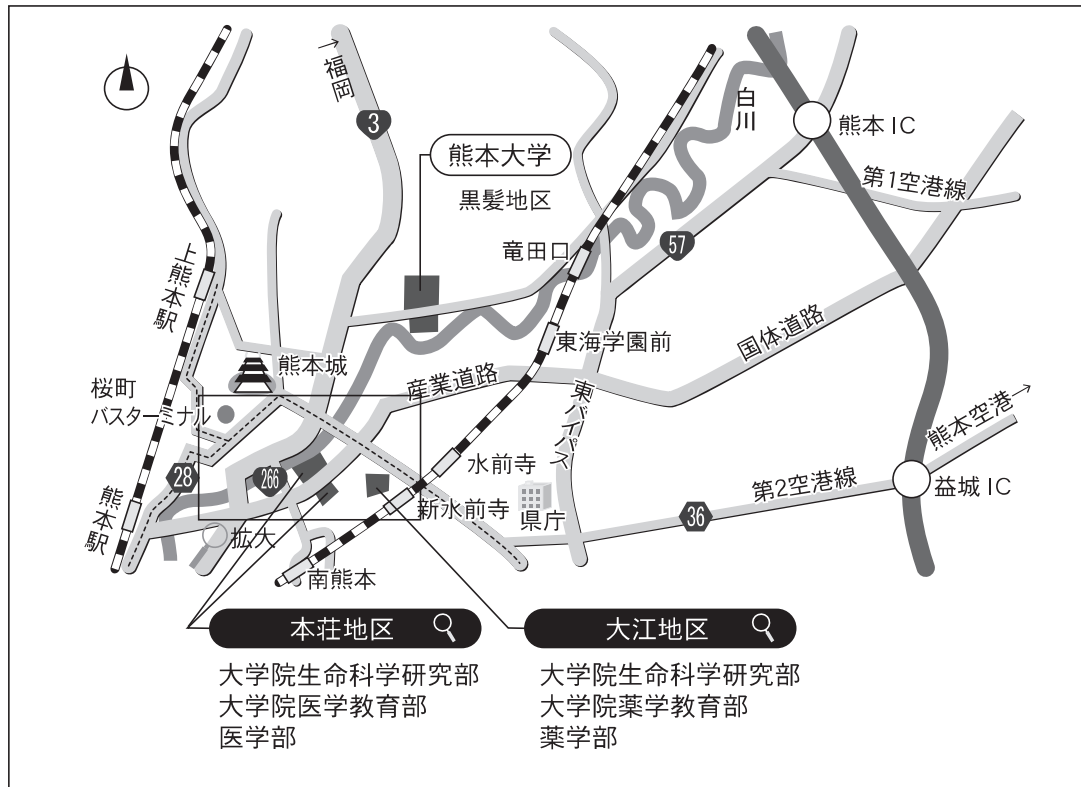 →福岡
3
熊本大学
黒髪地区
白川
熊本 IC
第1空港線
57
竜田口
上熊本駅
国体道路
東海学園前
熊本城
産業道路
桜町
バスターミナル
東バイパス
熊本空港→
水前寺
28
266
第2空港線
益城 IC
新水前寺
県庁
36
熊本駅
拡大
南熊本
本荘地区
大学院生命科学研究部
大学院医学教育部
医学部
大江地区
大学院生命科学研究部
大学院薬学教育部
薬学部